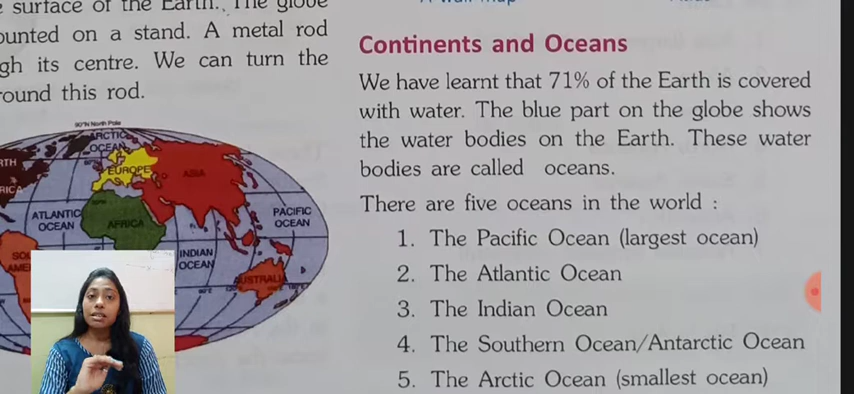 surface of the Earth. The globe
ounted on a stand. A metal rod
gh its centre. We can turn the
round this rod.
90°N North Pole
ARCTIC
OCEAN
EUROPE
ASIA
RTH
RICA
ATLANTIC
OCEAN
AFRICA
PACIFIC
OCEAN
INDIAN
OCEAN
SOU
AME
AUSTRALIA
Continents and Oceans
We have learnt that 71% of the Earth is covered
with water. The blue part on the globe shows
the water bodies on the Earth. These water
bodies are called oceans.
There are five oceans in the world :
1. The Pacific Ocean (largest ocean)
2. The Atlantic Ocean
3. The Indian Ocean
4. The Southern Ocean/Antarctic Ocean
5. The Arctic Ocean (smallest ocean)